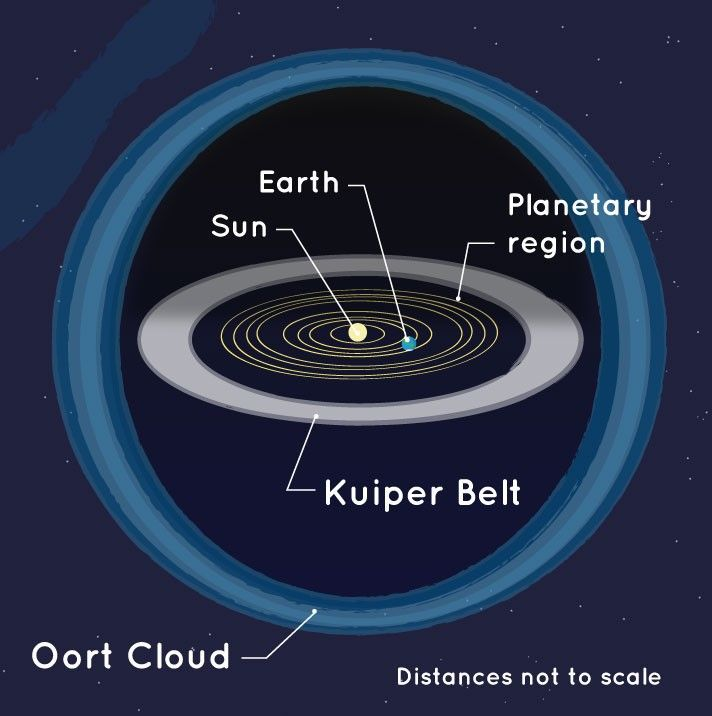 Earth
Sun
Planetary
region
Kuiper Belt
Oort Cloud
Distances not to scale